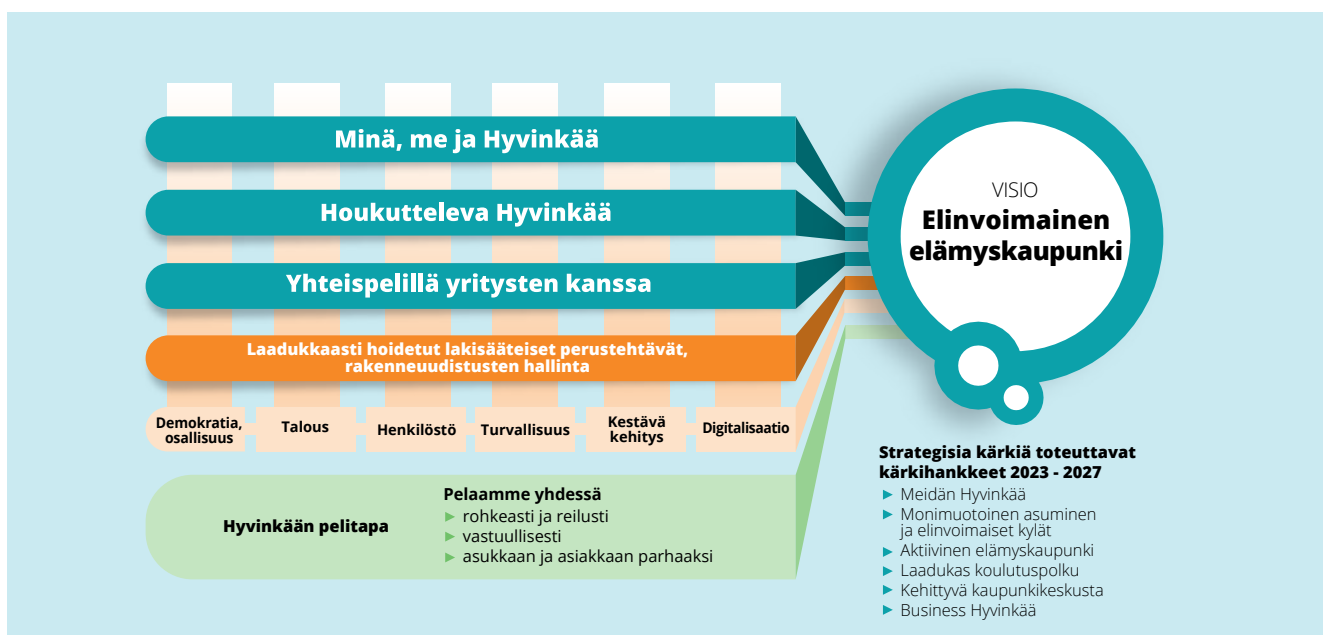 Minä, me ja Hyvinkää
Houkutteleva Hyvinkää
Yhteispelillä yritysten kanssa
Laadukkaasti hoidetut lakisääteiset perustehtävät,
rakenneuudistusten hallinta
Demokratia,
osallisuus
Talous
Henkilöstö
Turvallisuus
Kestävä
kehitys
Digitalisaatio
Hyvinkään pelitapa
Pelaamme yhdessä
rohkeasti ja reilusti
vastuullisesti
asukkaan ja asiakkaan parhaaksi
VISIO
Elinvoimainen
elämyskaupunki
Strategisia kärkiä toteuttavat
kärkihankkeet 2023 - 2027
Meidän Hyvinkää
Monimuotoinen asuminen
ja elinvoimaiset kylät
Aktiivinen elämyskaupunki
Laadukas koulutuspolku
Kehittyvä kaupunkikeskusta
Business Hyvinkää